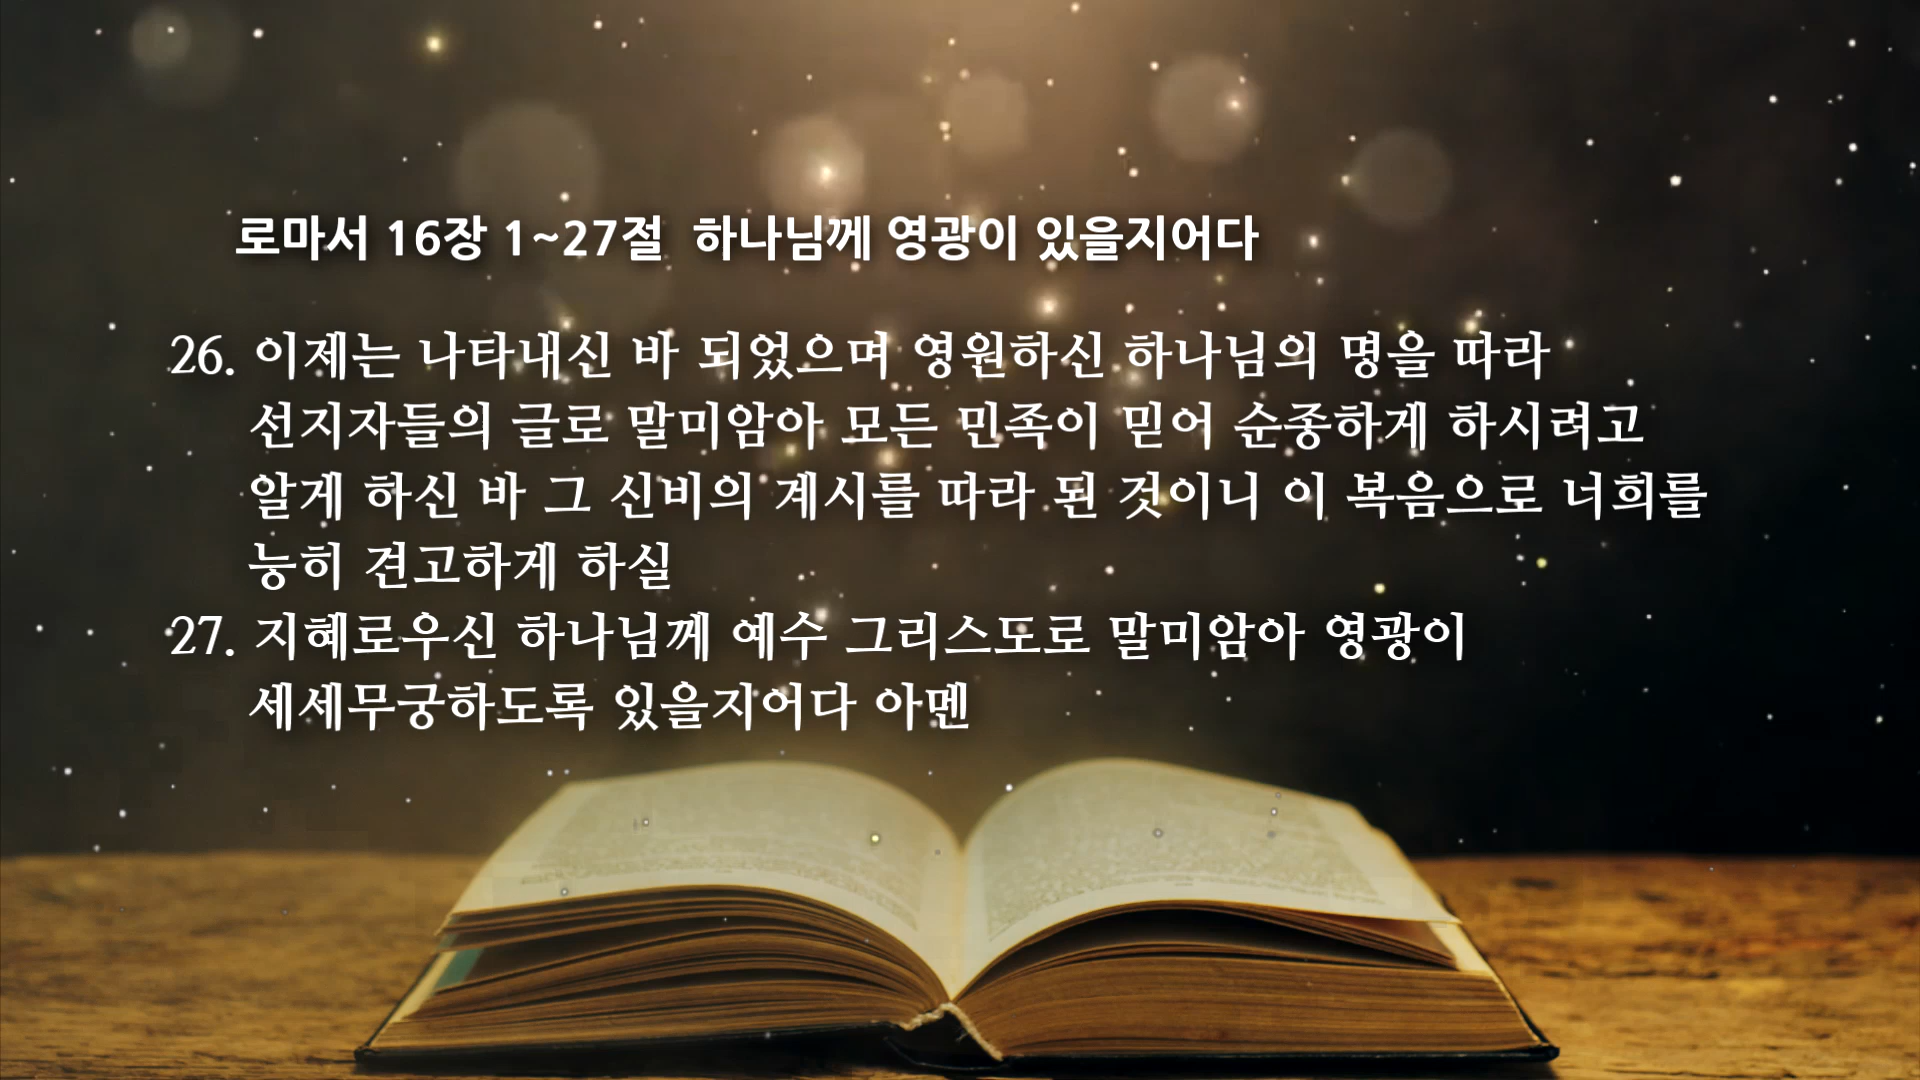 로마서 16장 1~27절 하나님께 영광이 있을지어다
26. 이제는 나타내신 바 되었으며 영원하신 하나님의 명을 따라
선지자들의 글로 말미암아 모든 민족이 믿어 순종하게 하시려고
알게 하신 바 그 신비의 계시를 따라 된 것이니 이 복음으로 너희를
능히 견고하게 하실
27. 지혜로우신 하나님께 예수 그리스도로 말미암아 영광이
세세무궁하도록 있을지어다 아멘